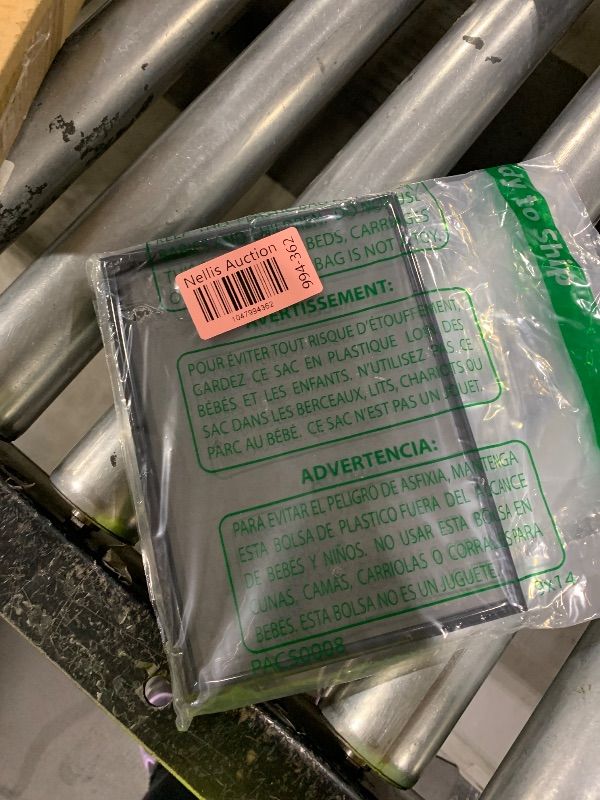 BEDS, CARRIAGES
BAG IS NOT A TOY
Nellis Auction
994-362
1047994362
AVERTISSEMENT:
POUR ÉVITER TOUT RISQUE D'ÉTOUFFEMENT,
GARDEZ CE SAC EN PLASTIQUE LOIN DES
BÉBÉS ET LES ENFANTS. N'UTILISEZ PAS CE
SAC DANS LES BERCEAUX, LITS, CHARIOTS OU
PARC AU BÉBÉ. CE SAC N'EST PAS UN JOUET.
ADVERTENCIA:
PARA EVITAR EL PELIGRO DE ASFIXIA, MANTENGA
ESTA BOLSA DE PLASTICO FUERA DEL ALCANCE
DE BEBES Y NIÑOS. NO USAR ESTA BOLSA EN
CUNAS, CAMAS, CARRIOLAS O CORRALES PARA
BEBÉS. ESTA BOLSA NO ES UN JUGUETE
9X14
PACS0908
to Ship